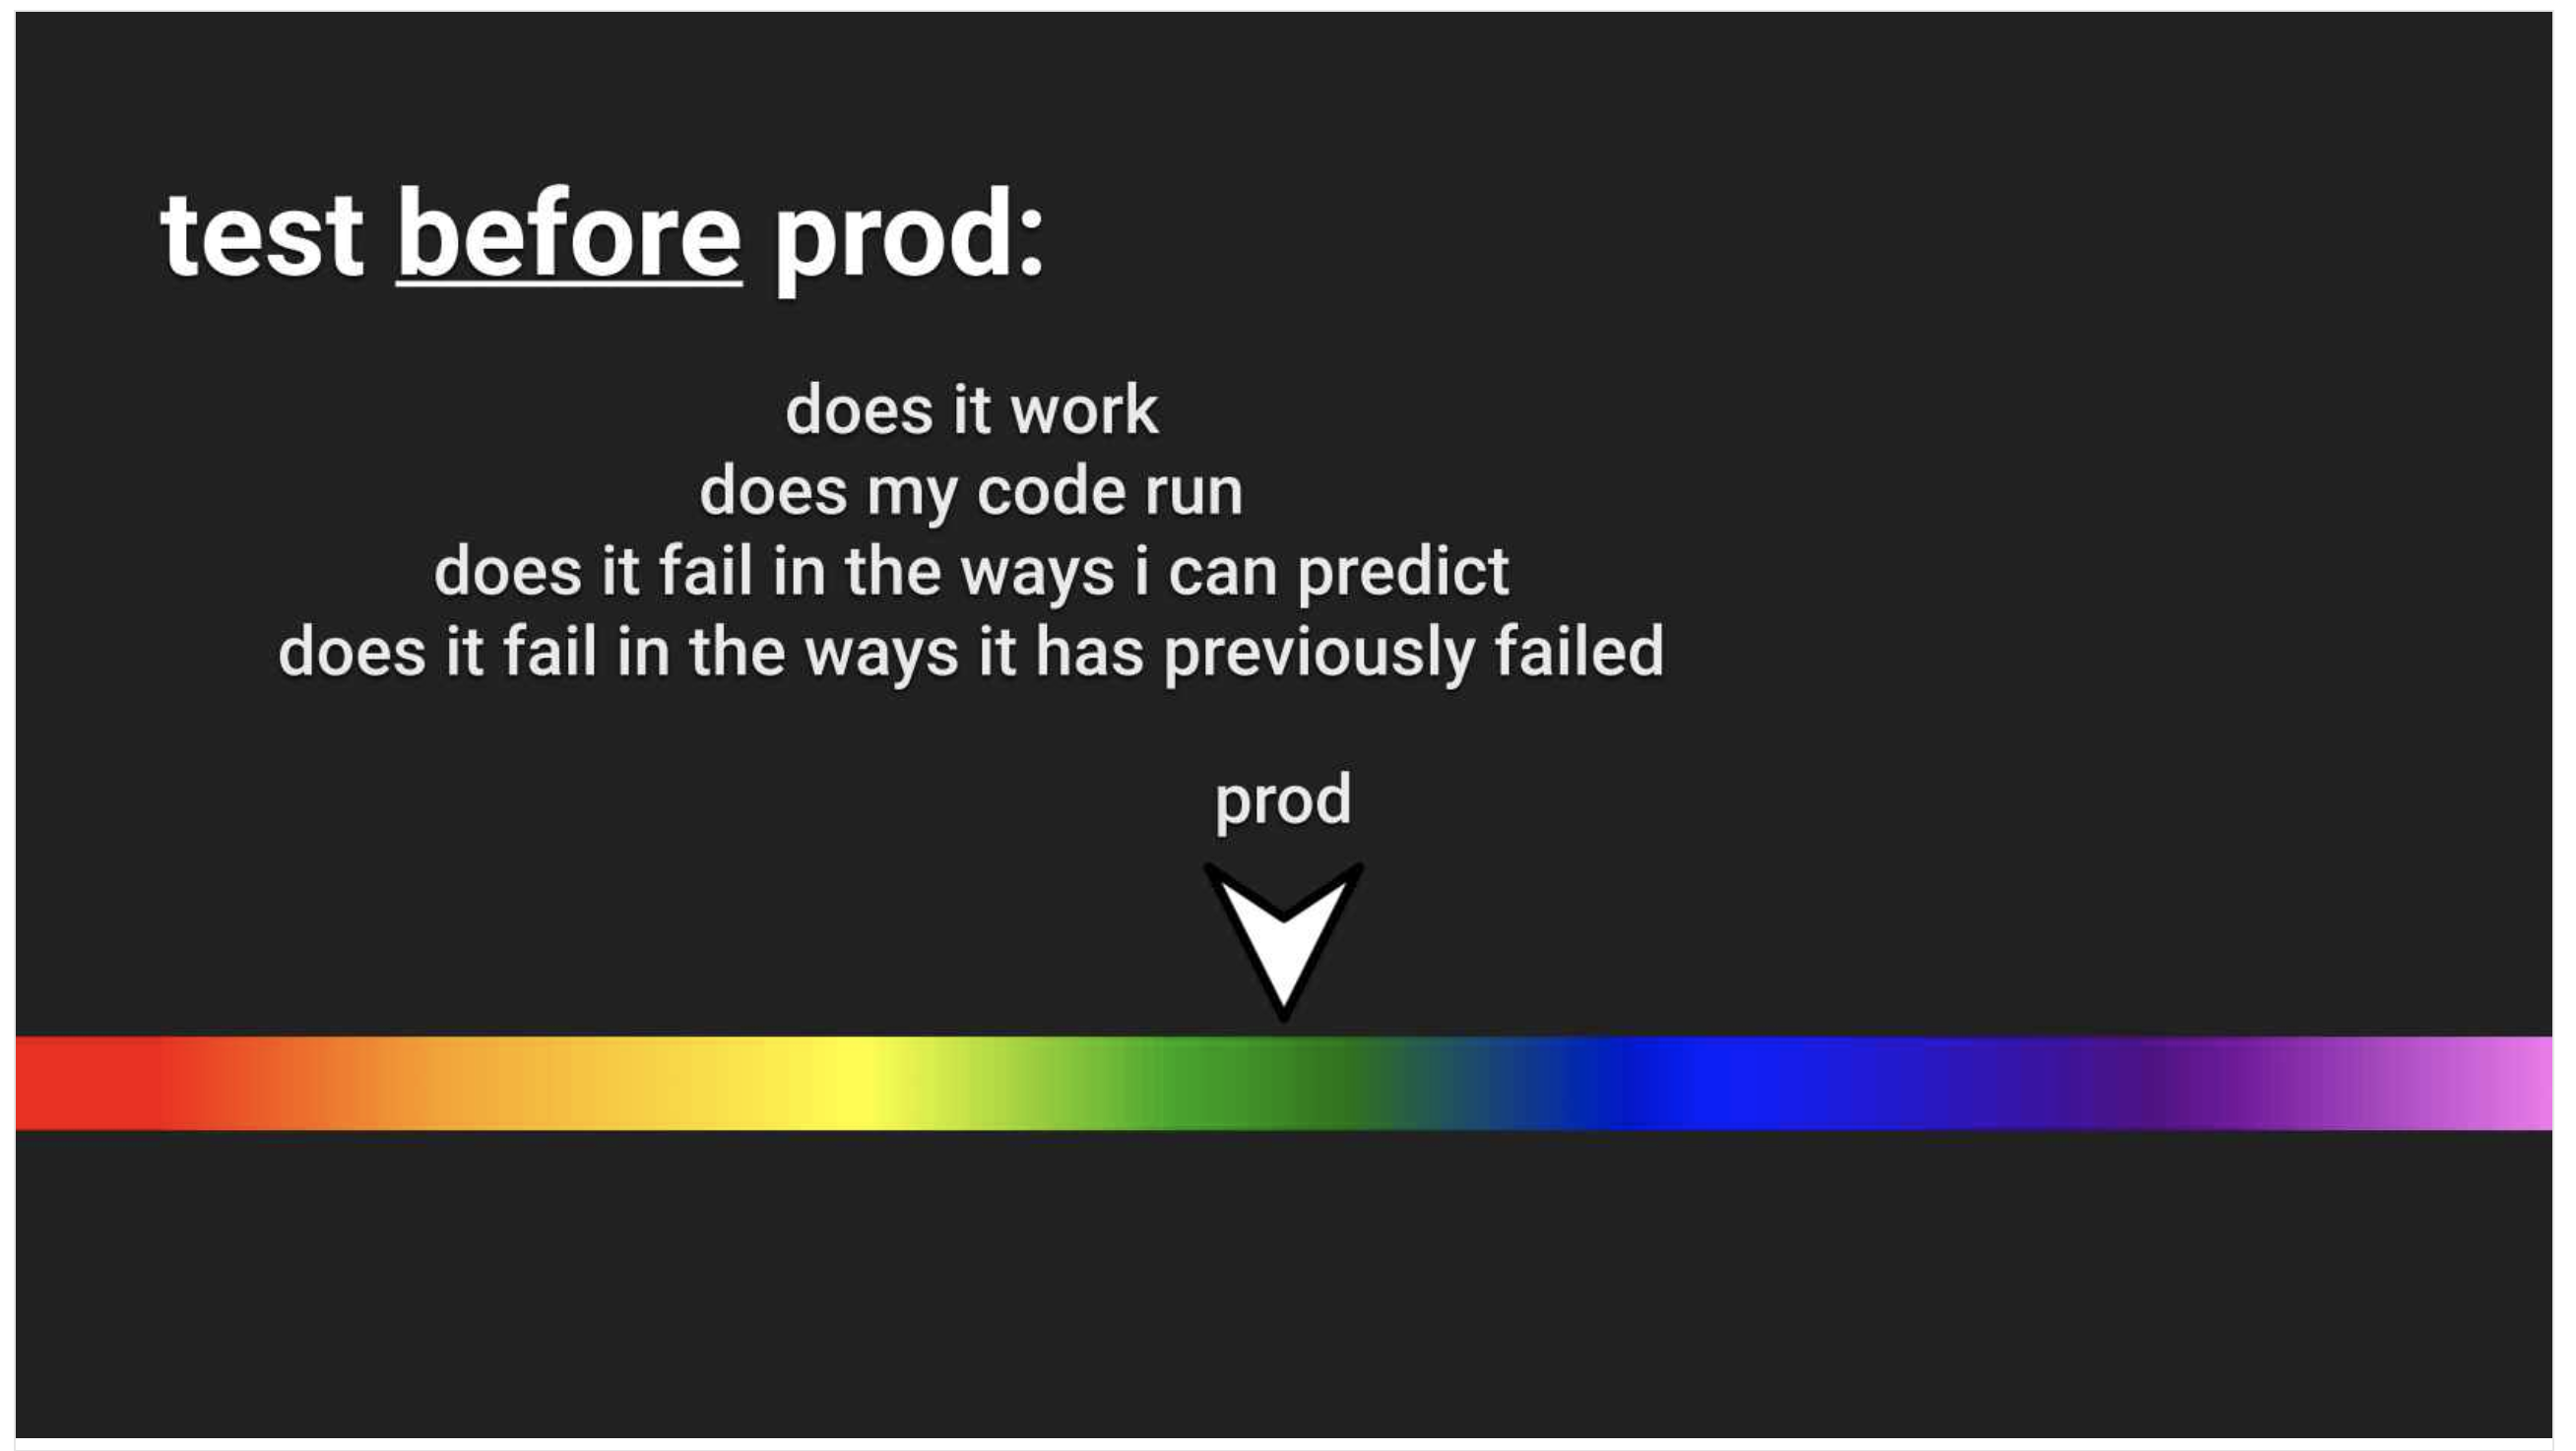 test before prod:
does it work
does my code run
does it fail in the ways i can predict
does it fail in the ways it has previously failed
prod